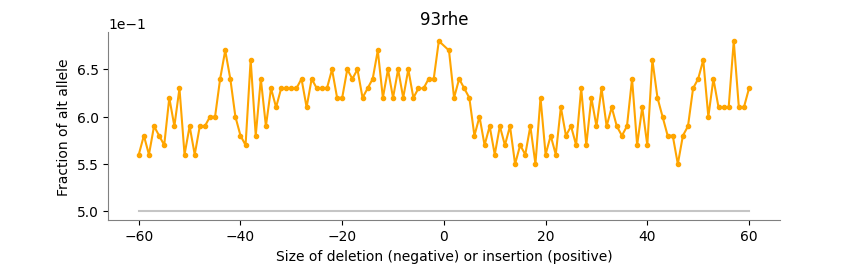 93rhe
1e−1
Fraction of alt allele
6.5
6.0
5.5
5.0
−60 −40 −20 0 20 40 60
Size of deletion (negative) or insertion (positive)